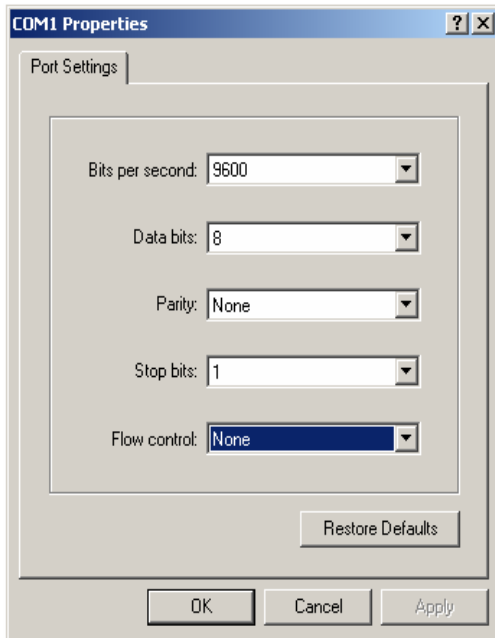 COM1 Properties
Port Settings
Bits per second: 9600
Data bits: 8
Parity: None
Stop bits: 1
Flow control: None
Restore Defaults
OK Cancel Apply